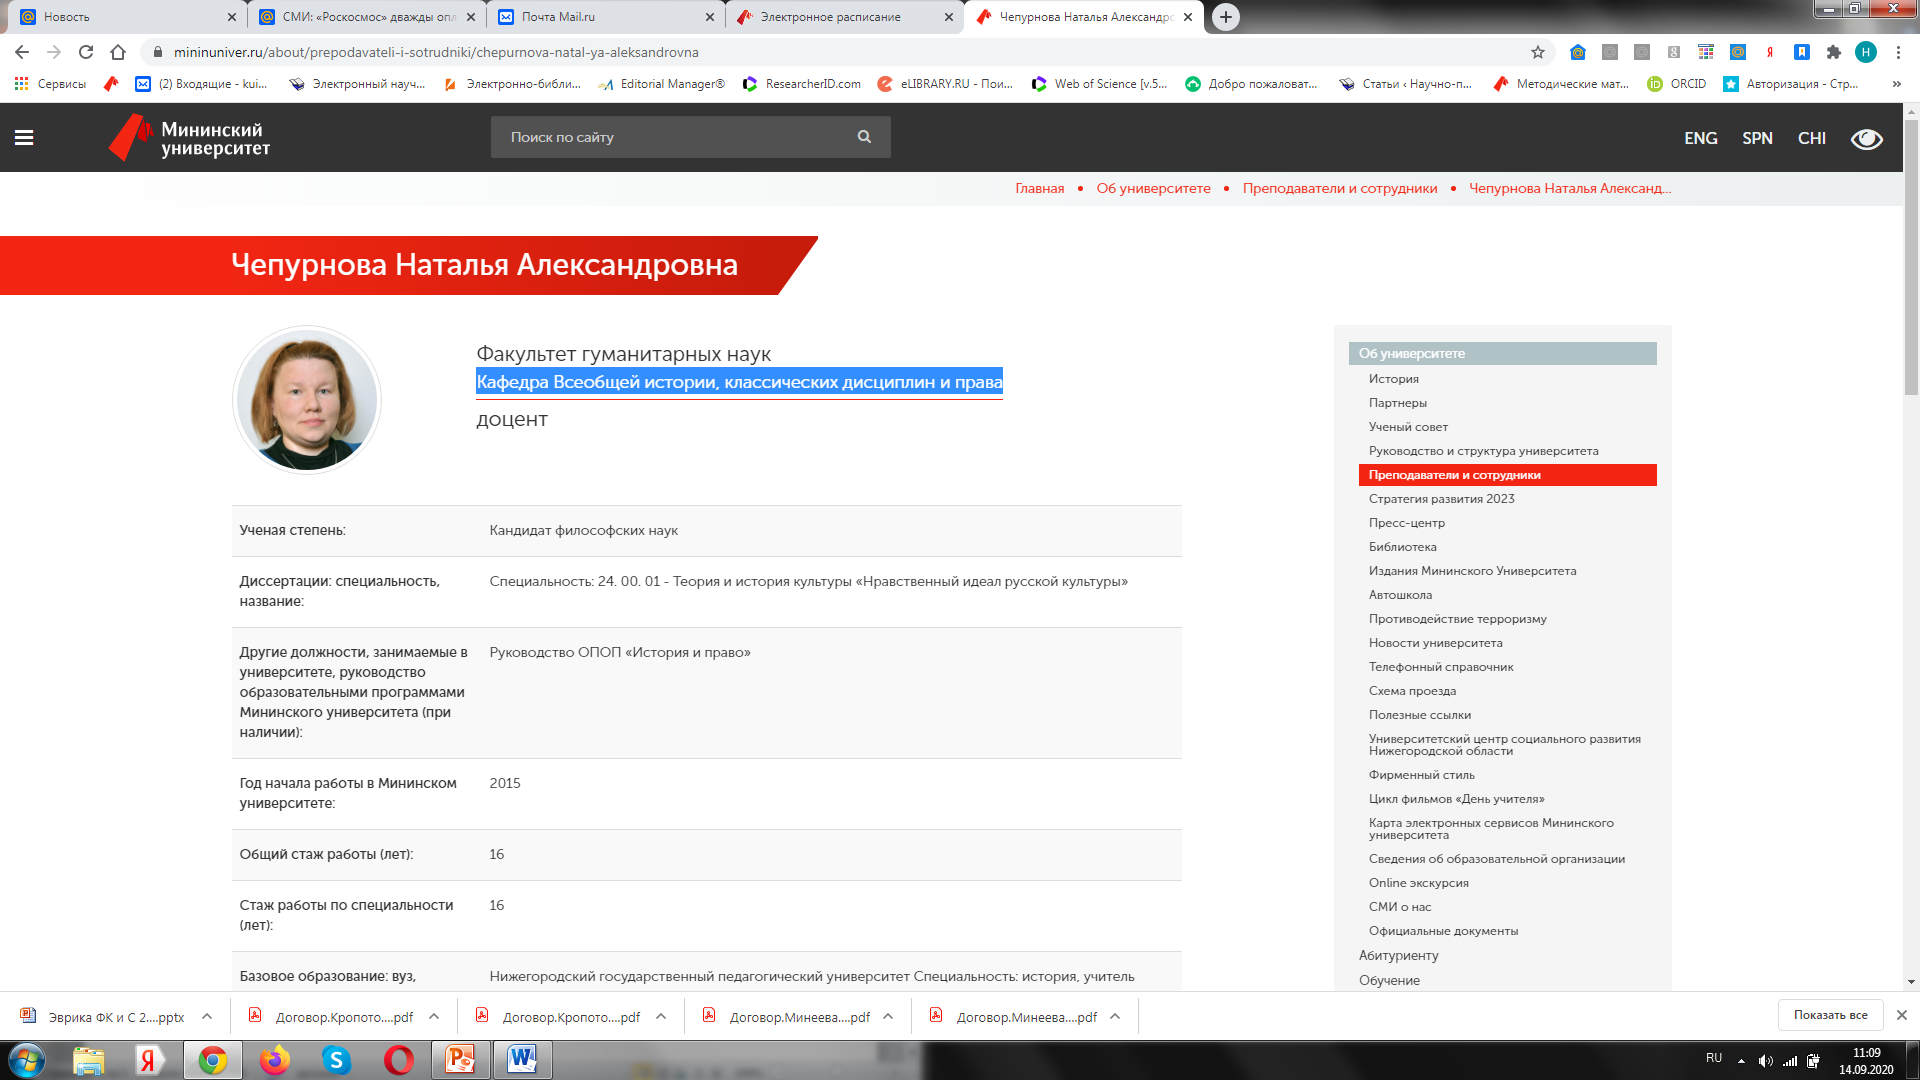 Новость
СМИ: «Роскосмос» дважды опл
Почта Mail.ru
Электронное расписание
Чепурнова Наталья Александро
mininuniver.ru/about/prepodavateli-i-sotrudniki/chepurnova-natal-ya-aleksandrovna
Сервисы
(2) Входящие - kui...
Электронный науч...
Электронно-библи...
Editorial Manager®
ResearcherID.com
eLIBRARY.RU - Пои...
Web of Science [v.5...
Добро пожаловат...
Статьи ‹ Научно-п...
Методические мат...
ORCID
Авторизация - Стр...
Мининский
университет
Поиск по сайту
ENG SPN CHI
Главная • Об университете • Преподаватели и сотрудники • Чепурнова Наталья Александ...
Чепурнова Наталья Александровна
Факультет гуманитарных наук
Кафедра Всеобщей истории, классических дисциплин и права
доцент
Ученая степень:
Кандидат философских наук
Диссертации: специальность,
название:
Специальность: 24. 00. 01 - Теория и история культуры «Нравственный идеал русской культуры»
Другие должности, занимаемые в
университете, руководство
образовательными программами
Мининского университета (при
наличии):
Руководство ОПОП «История и право»
Год начала работы в Мининском
университете:
2015
Общий стаж работы (лет):
16
Стаж работы по специальности
(лет):
16
Базовое образование: вуз,
Нижегородский государственный педагогический университет Специальность: история, учитель
Об университете
История
Партнеры
Ученый совет
Руководство и структура университета
Преподаватели и сотрудники
Стратегия развития 2023
Пресс-центр
Библиотека
Издания Мининского Университета
Автошкола
Противодействие терроризму
Новости университета
Телефонный справочник
Схема проезда
Полезные ссылки
Университетский центр социального развития
Нижегородской области
Фирменный стиль
Цикл фильмов «День учителя»
Карта электронных сервисов Мининского
университета
Сведения об образовательной организации
Online экскурсия
СМИ о нас
Официальные документы
Абитуриенту
Обучение
Эврика ФК и С 2....pptx
Договор.Кропото....pdf
Договор.Кропото....pdf
Договор.Минеева....pdf
Договор.Минеева....pdf
Показать все
RU
11:09
14.09.2020